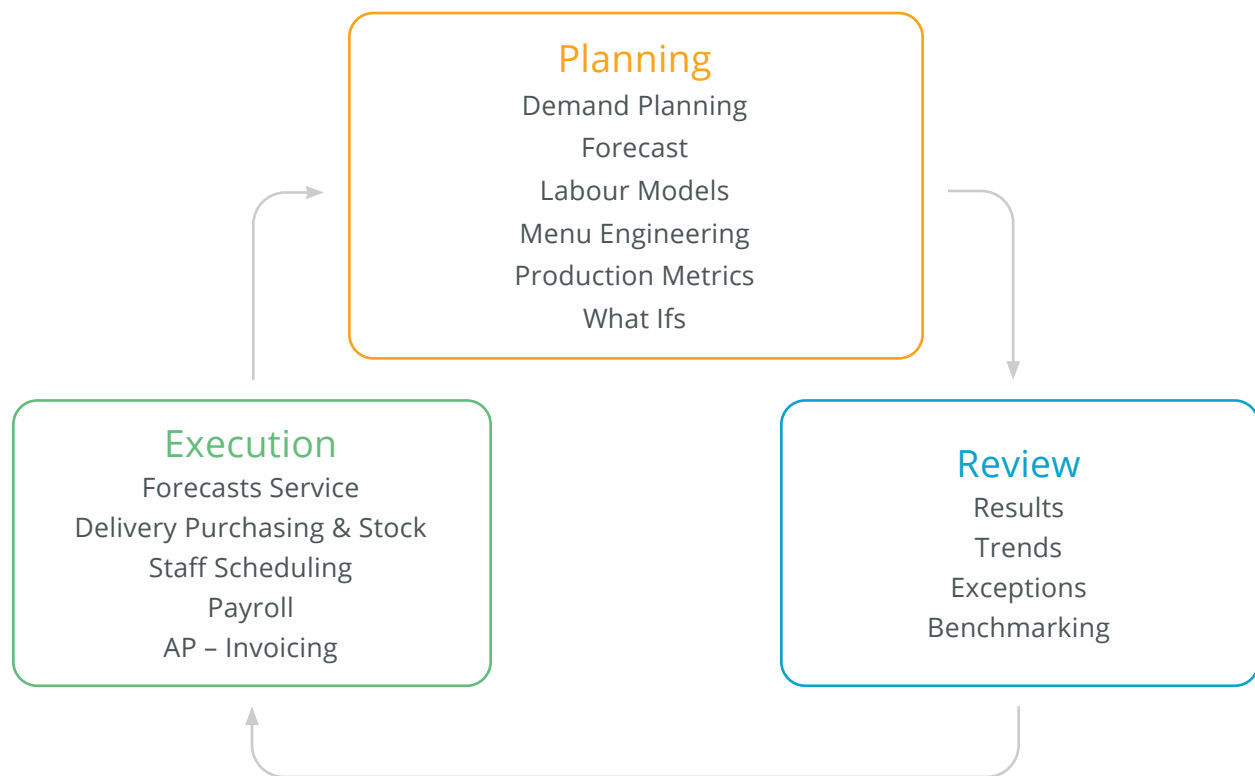 Planning
Demand Planning
Forecast
Labour Models
Menu Engineering
Production Metrics
What Ifs
Execution
Forecasts Service
Delivery Purchasing & Stock
Staff Scheduling
Payroll
AP – Invoicing
Review
Results
Trends
Exceptions
Benchmarking